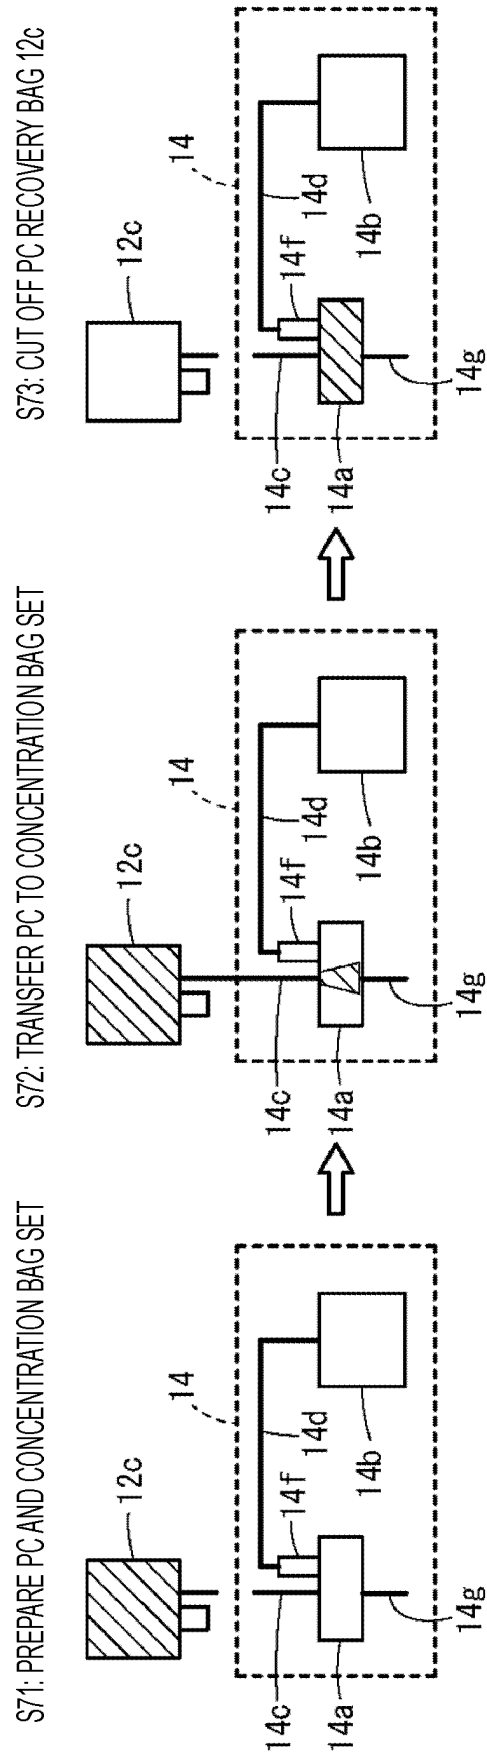 S71: PREPARE PC AND CONCENTRATION BAG SET
12c
14
14c
14f
14d
14a
14g
14b
S72: TRANSFER PC TO CONCENTRATION BAG SET
12c
14
14c
14f
14d
14a
14g
14b
S73: CUT OFF PC RECOVERY BAG 12c
12c
14
14c
14f
14d
14a
14g
14b